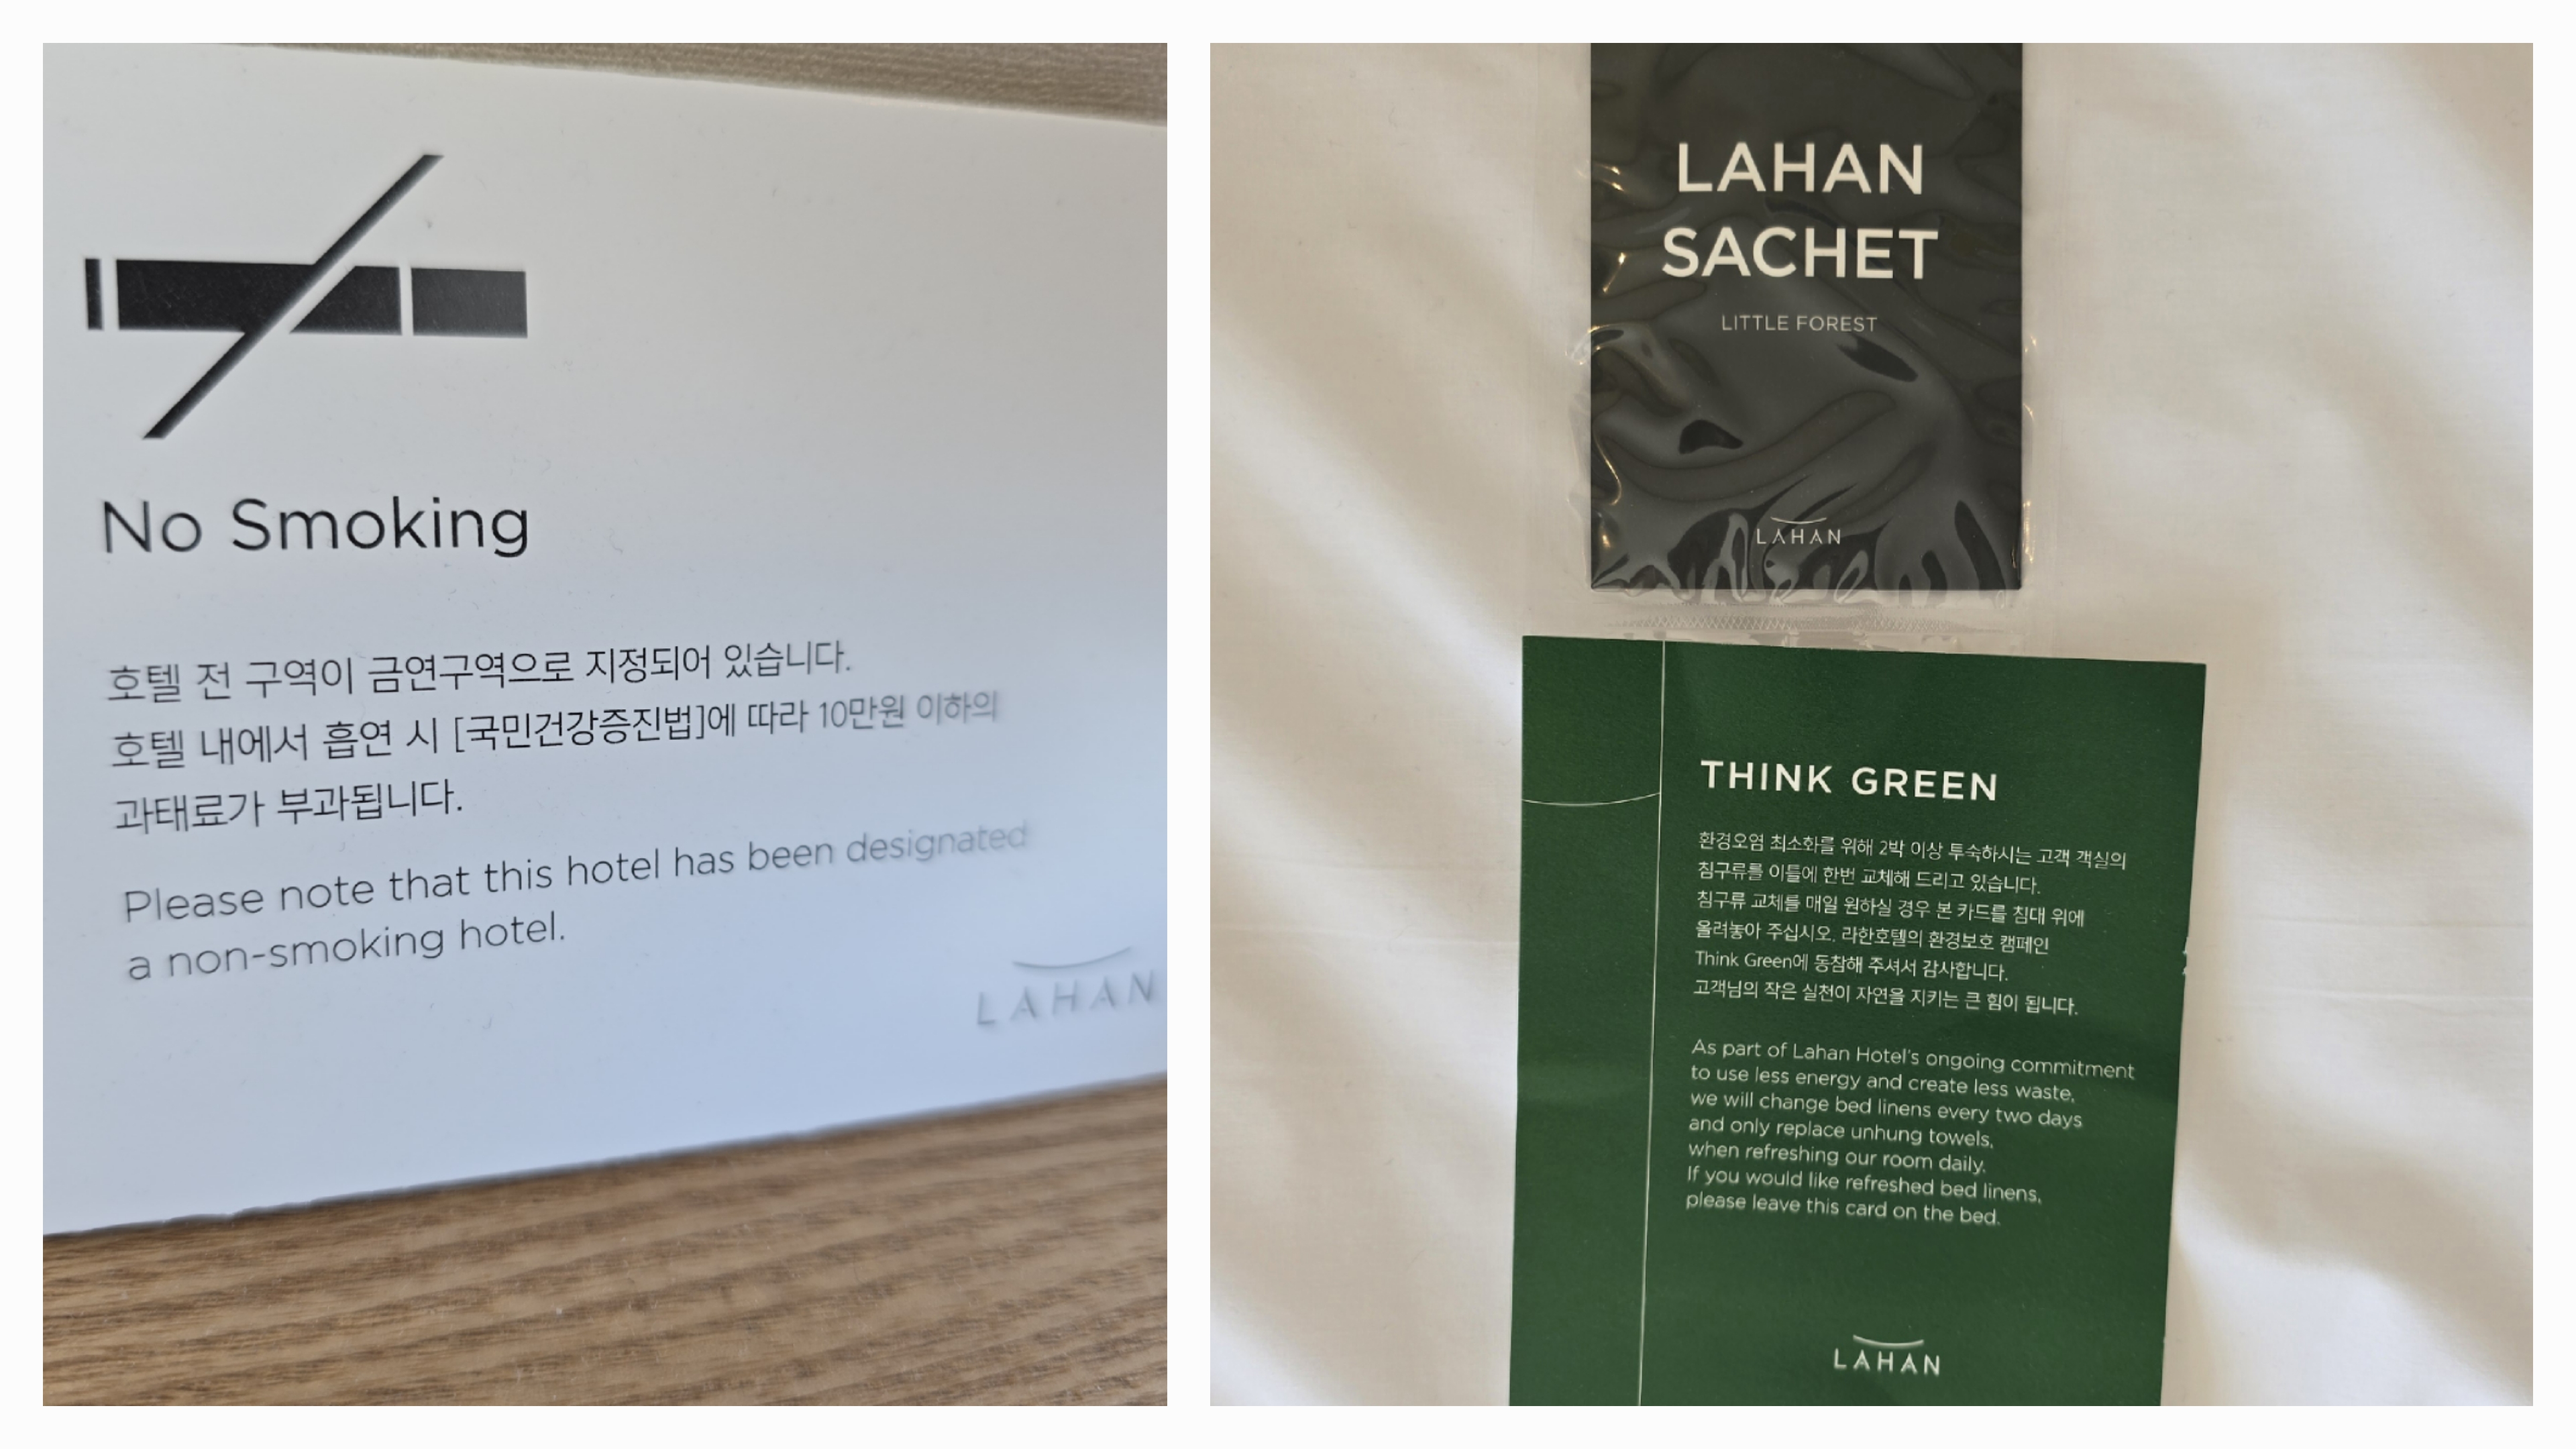 No Smoking
호텔 전 구역이 금연구역으로 지정되어 있습니다.
호텔 내에서 흡연 시 [국민건강증진법]에 따라 10만원 이하의
과태료가 부과됩니다.
Please note that this hotel has been designated
a non-smoking hotel.
LAHAN
LAHAN
SACHET
LITTLE FOREST
LAHAN
THINK GREEN
환경오염 최소화를 위해 2박 이상 투숙하시는 고객 객실의
침구류를 이틀에 한번 교체해 드리고 있습니다.
침구류 교체를 매일 원하실 경우 본 카드를 침대 위에
올려놓아 주십시오. 라한호텔의 환경보호 캠페인
Think Green에 동참해 주셔서 감사합니다.
고객님의 작은 실천이 자연을 지키는 큰 힘이 됩니다.
As part of Lahan Hotel's ongoing commitment
to use less energy and create less waste,
we will change bed linens every two days
and only replace unhung towels,
when refreshing our room daily.
If you would like refreshed bed linens,
please leave this card on the bed.
LAHAN